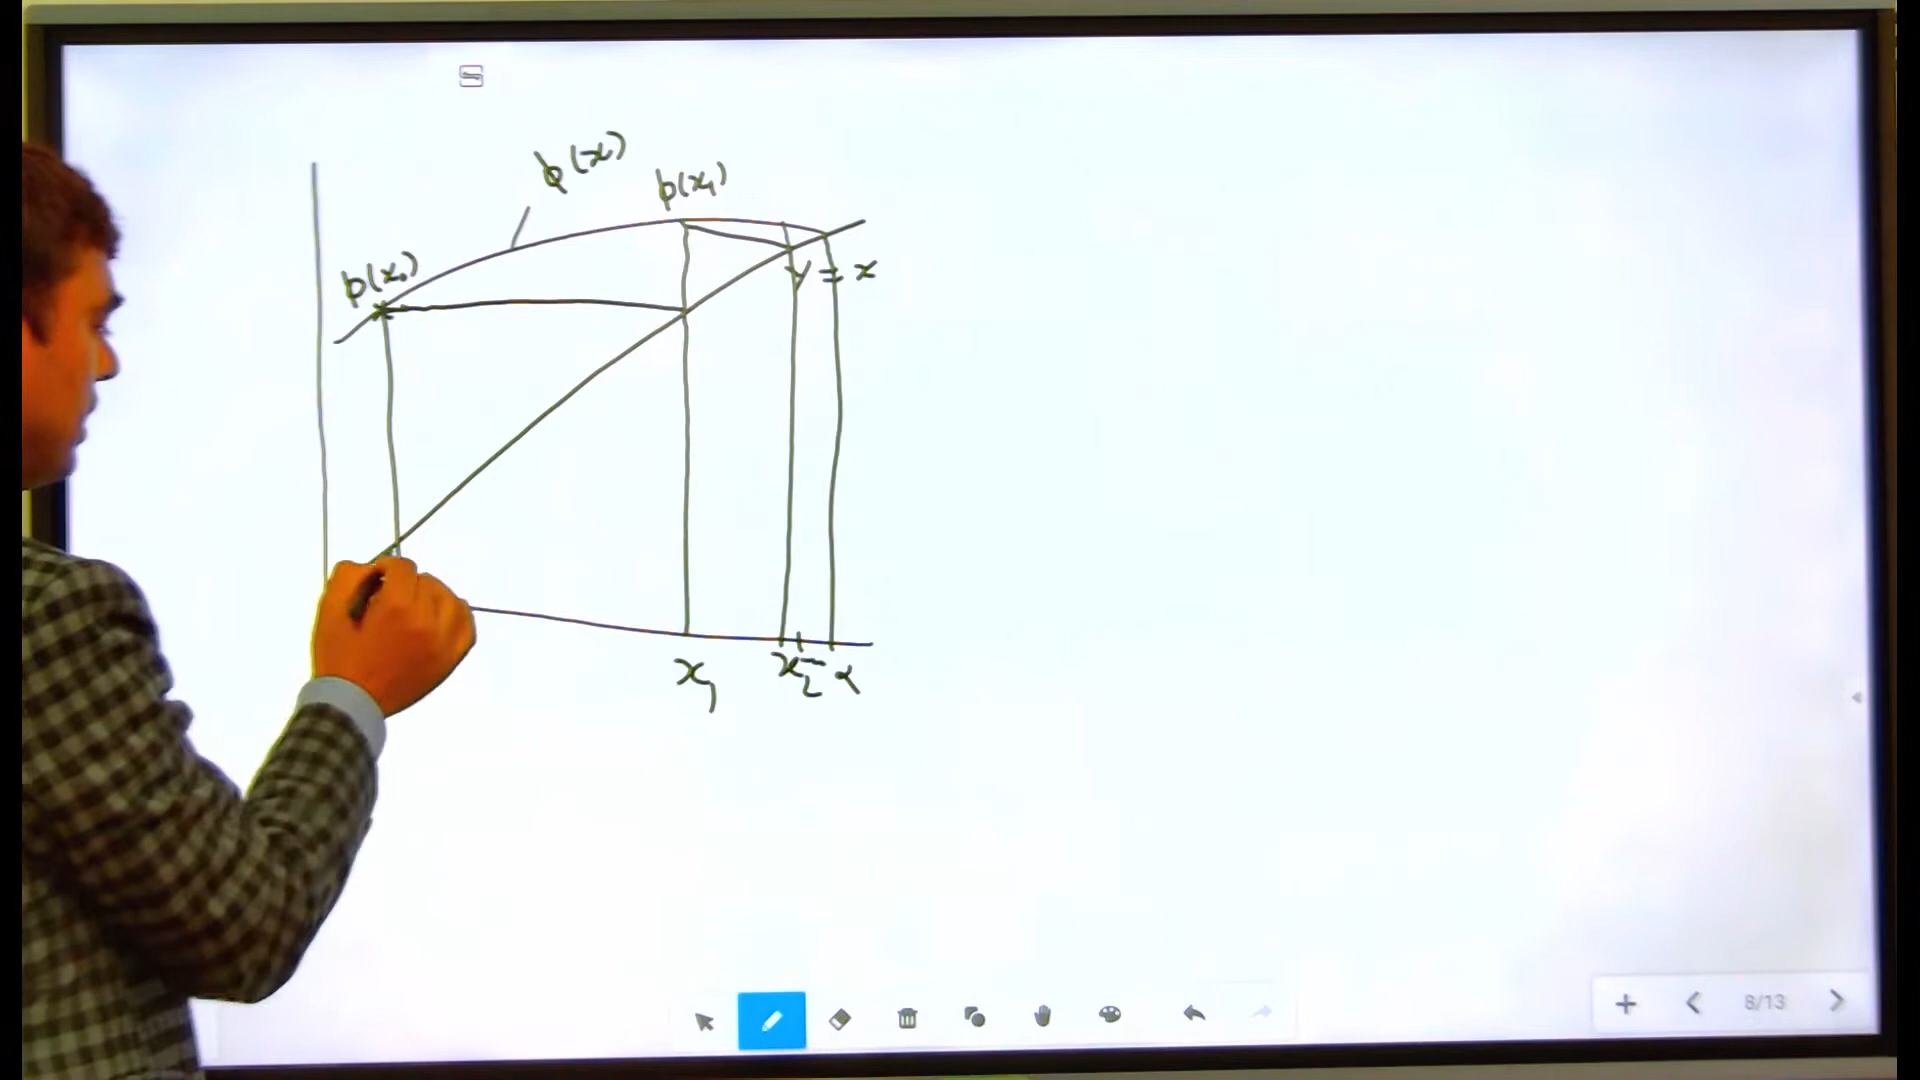 ϕ(x)
ϕ(x₁)
ϕ(x₀)
y = x
x₁
x₂
α
8/13